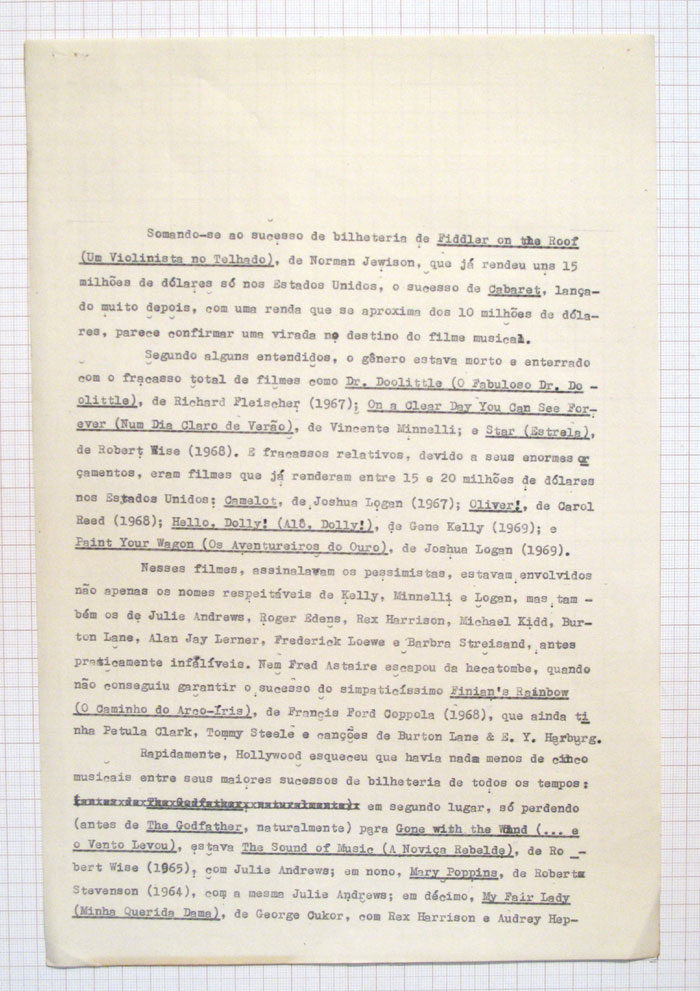 Somando-se ao sucesso de bilheteria de Fiddler on the Roof
(Um Violinista no Telhado), de Norman Jewison, que já rendeu uns 15
milhões de dólares só nos Estados Unidos, o sucesso de Cabaret, lança-
do muito depois, com uma renda que se aproxima dos 10 milhões de dóla-
res, parece confirmar uma virada no destino do filme musical.
Segundo alguns entendidos, o gênero estava morto e enterrado
com o fracasso total de filmes como Dr. Doolittle (O Fabuloso Dr. Do -
olittle), de Richard Fleischer (1967); On a Clear Day You Can See For-
ever (Num Dia Claro de Verão), de Vincente Minnelli; e Star (Estrela),
de Robert Wise (1968). E fracassos relativos, devido a seus enormes or
çamentos, eram filmes que já renderam entre 15 e 20 milhões de dólares
nos Estados Unidos: Camelot, de Joshua Logan (1967); Oliver!, de Carol
Reed (1968); Hello, Dolly! (Alô, Dolly!), de Gene Kelly (1969); e
Paint Your Wagon (Os Aventureiros do Ouro), de Joshua Logan (1969).
Nesses filmes, assinalavam os pessimistas, estavam envolvidos
não apenas os nomes respeitáveis de Kelly, Minnelli e Logan, mas tam -
bém os de Julie Andrews, Roger Edens, Rex Harrison, Michael Kidd, Bur-
ton Lane, Alan Jay Lerner, Frederick Loewe e Barbra Streisand, antes
praticamente infalíveis. Nem Fred Astaire escapou da hecatombe, quando
não conseguiu garantir o sucesso do simpaticíssimo Finian's Rainbow
(O Caminho do Arco-Íris), de Francis Ford Coppola (1968), que ainda ti
nha Petula Clark, Tommy Steele e canções de Burton Lane & E. Y. Harburg.
Rapidamente, Hollywood esqueceu que havia nada menos de cinco
musicais entre seus maiores sucessos de bilheteria de todos os tempos:
(antes de The Godfather, naturalmente) em segundo lugar, só perdendo
(antes de The Godfather, naturalmente) para Gone with the Wind (... e
o Vento Levou), estava The Sound of Music (A Noviça Rebelde), de Ro -
bert Wise (1965), com Julie Andrews; em nono, Mary Poppins, de Robert
Stevenson (1964), com a mesma Julie Andrews; em décimo, My Fair Lady
(Minha Querida Dama), de George Cukor, com Rex Harrison e Audrey Hep-